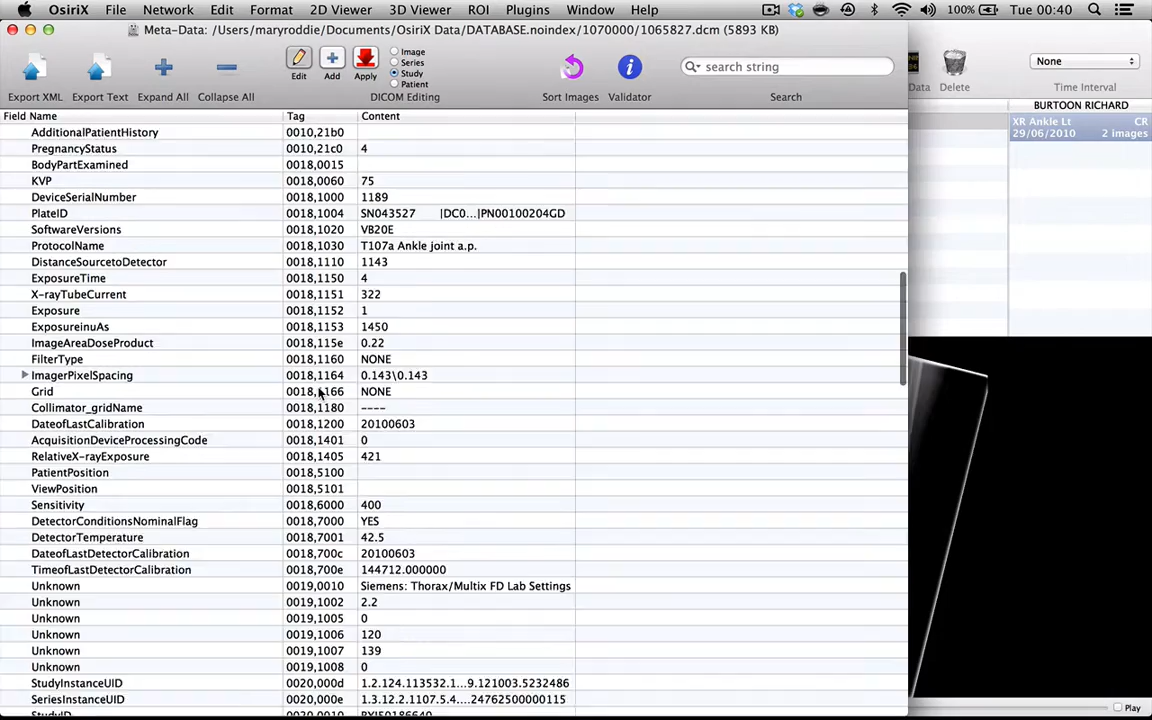 OsiriX File Network Edit Format 2D Viewer 3D Viewer ROI Plugins Window Help 100% Tue 00:40
Meta-Data: /Users/maryroddie/Documents/OsiriX Data/DATABASE.noindex/1070000/1065827.dcm (5893 KB)
Image
Series
Study
Patient
search string
None
Export XML Export Text Expand All Collapse All Edit Add Apply DICOM Editing Sort Images Validator Search Data Delete Time Interval
Field Name Tag Content
BURTOON RICHARD
XR Ankle Lt CR
29/06/2010 2 images
AdditionalPatientHistory 0010,21b0
PregnancyStatus 0010,21c0 4
BodyPartExamined 0018,0015
KVP 0018,0060 75
DeviceSerialNumber 0018,1000 1189
PlateID 0018,1004 SN043527 |DC0...|PN00100204GD
SoftwareVersions 0018,1020 VB20E
ProtocolName 0018,1030 T107a Ankle joint a.p.
DistanceSourcetoDetector 0018,1110 1143
ExposureTime 0018,1150 4
X-rayTubeCurrent 0018,1151 322
Exposure 0018,1152 1
ExposureinuAs 0018,1153 1450
ImageAreaDoseProduct 0018,115e 0.22
FilterType 0018,1160 NONE
ImagerPixelSpacing 0018,1164 0.143\0.143
Grid 0018,1166 NONE
Collimator_gridName 0018,1180 ----
DateofLastCalibration 0018,1200 20100603
AcquisitionDeviceProcessingCode 0018,1401 0
RelativeX-rayExposure 0018,1405 421
PatientPosition 0018,5100
ViewPosition 0018,5101
Sensitivity 0018,6000 400
DetectorConditionsNominalFlag 0018,7000 YES
DetectorTemperature 0018,7001 42.5
DateofLastDetectorCalibration 0018,700c 20100603
TimeofLastDetectorCalibration 0018,700e 144712.000000
Unknown 0019,0010 Siemens: Thorax/Multix FD Lab Settings
Unknown 0019,1002 2.2
Unknown 0019,1005 0
Unknown 0019,1006 120
Unknown 0019,1007 139
Unknown 0019,1008 0
StudyInstanceUID 0020,000d 1.2.124.113532.1...9.121003.5232486
SeriesInstanceUID 0020,000e 1.3.12.2.1107.5.4....24762500000115
StudyID 0020,0010
Play